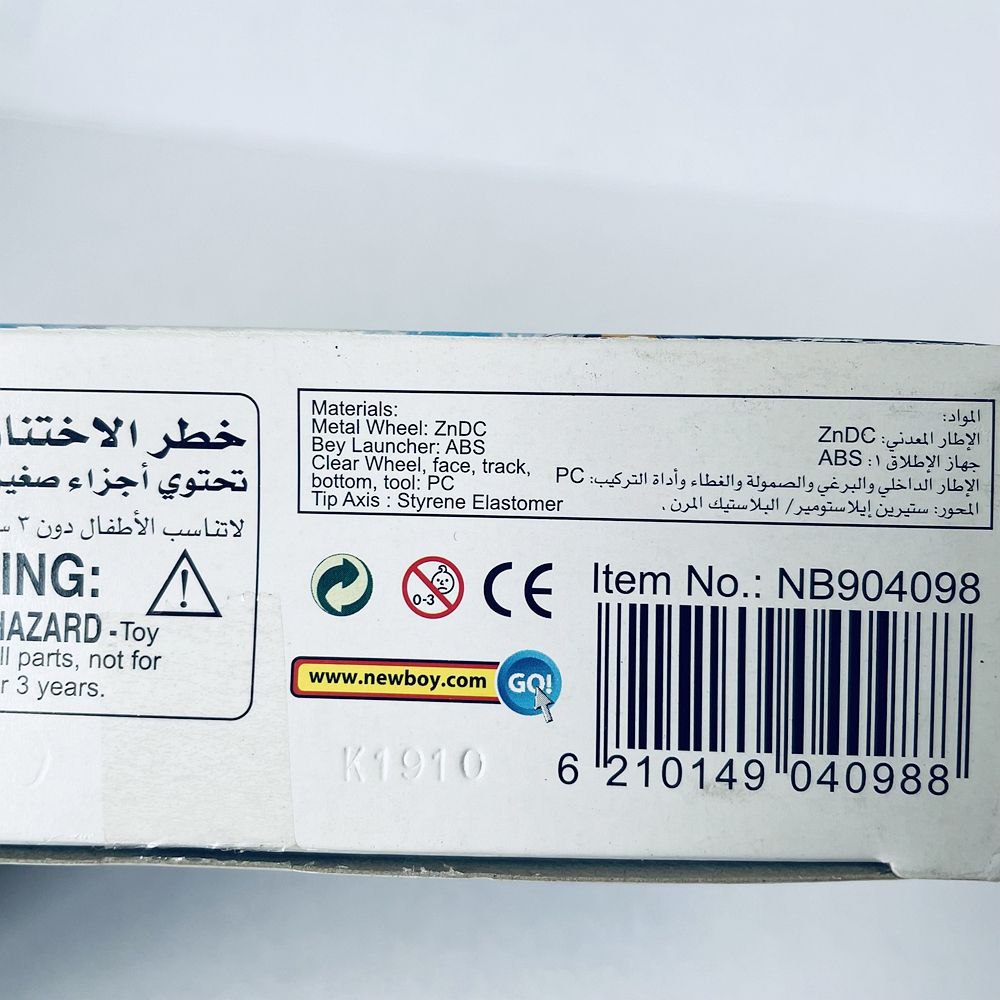 خطر الاختنا
تحتوي أجزاء
لاتناسب الأطفال دون ٣
ING:
HAZARD -Toy
ll parts, not for
r 3 years.
Materials:
Metal Wheel: ZnDC
Bey Launcher: ABS
Clear Wheel, face, track,
bottom, tool: PC
Tip Axis : Styrene Elastomer
المواد:
الإطار المعدني: ZnDC
جهاز الإطلاق ١: ABS
الإطار الداخلي والبرغي والصمولة والغطاء وأداة التركيب: PC
المحور: ستيرين إيلاستومير/ البلاستيك المرن.
0-3
CE
Item No.: NB904098
www.newboy.com GO!
K1910
6 210149 040988